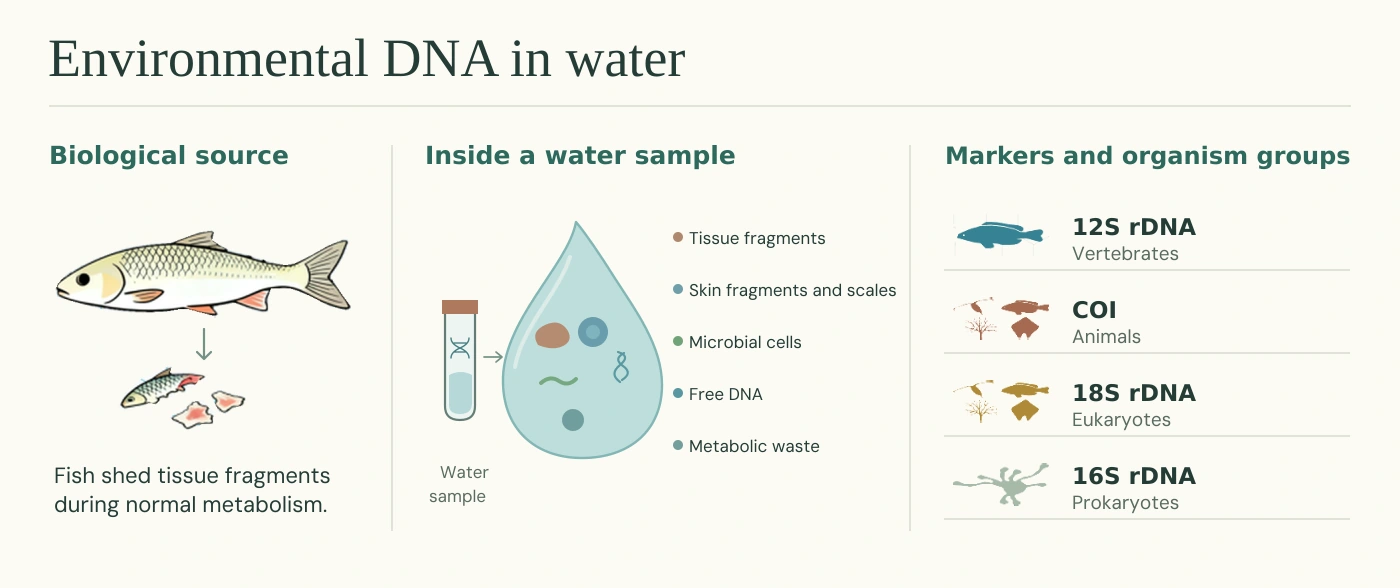 Environmental DNA in water
Biological source
Fish shed tissue fragments
during normal metabolism.
Inside a water sample
Water
sample
Tissue fragments
Skin fragments and scales
Microbial cells
Free DNA
Metabolic waste
Markers and organism groups
12S rDNA
Vertebrates
COI
Animals
18S rDNA
Eukaryotes
16S rDNA
Prokaryotes